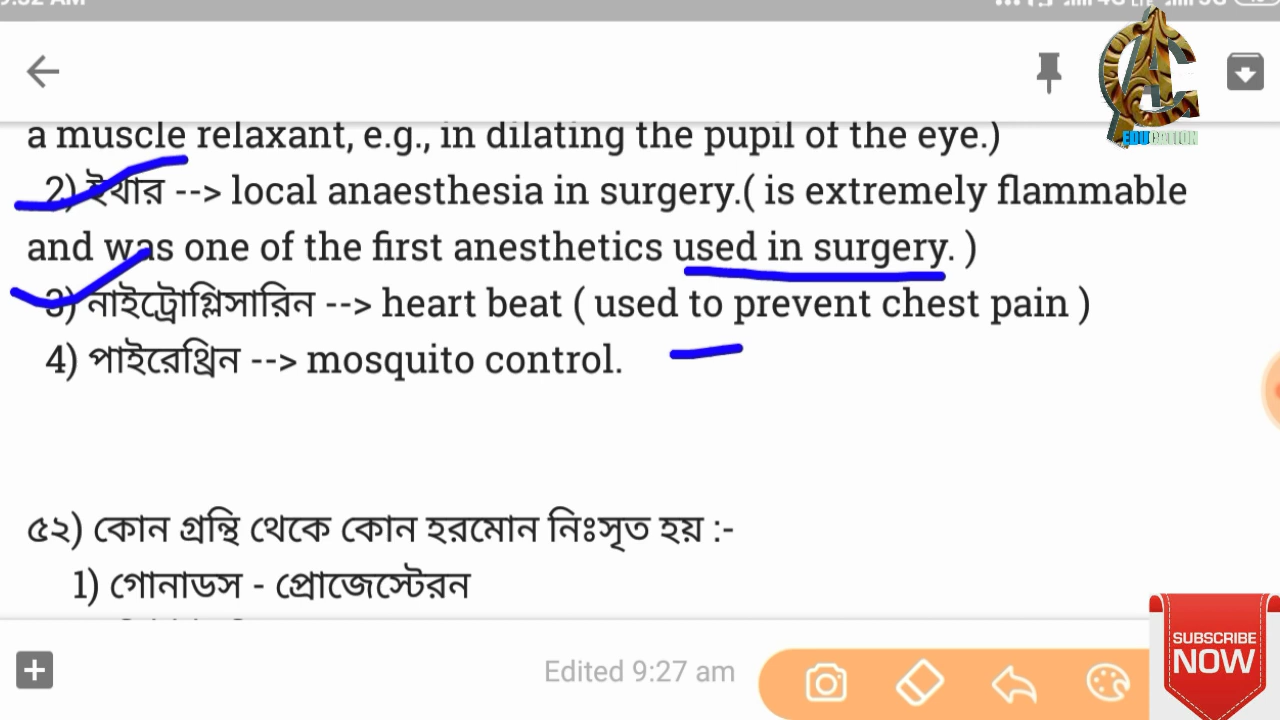 a muscle relaxant, e.g., in dilating the pupil of the eye.)
2) ইথার --> local anaesthesia in surgery.( is extremely flammable
and was one of the first anesthetics used in surgery. )
3) নাইট্রোগ্লিসারিন --> heart beat ( used to prevent chest pain )
4) পাইরেথ্রিন --> mosquito control.
৫২) কোন গ্রন্থি থেকে কোন হরমোন নিঃসৃত হয় :-
1) গোনাডস - প্রোজেস্টেরন
Edited 9:27 am
EDUCATION
SUBSCRIBE
NOW